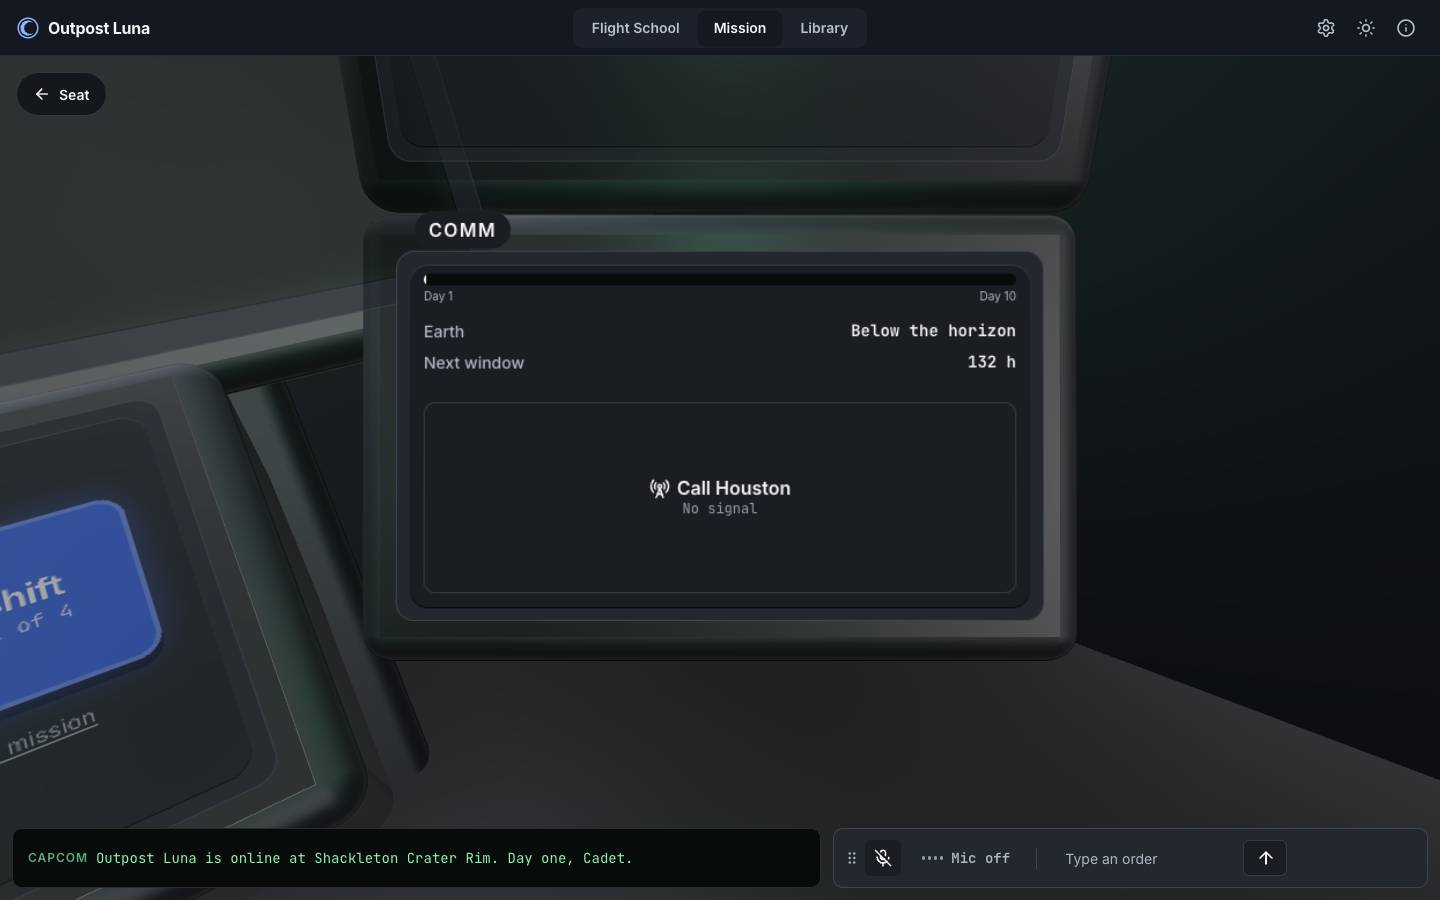 Outpost Luna
Flight School
Mission
Library
Seat
COMM
Day 1
Day 10
Earth
Below the horizon
Next window
132 h
Call Houston
No signal
hift
of 4
mission
CAPCOM Outpost Luna is online at Shackleton Crater Rim. Day one, Cadet.
Mic off
Type an order